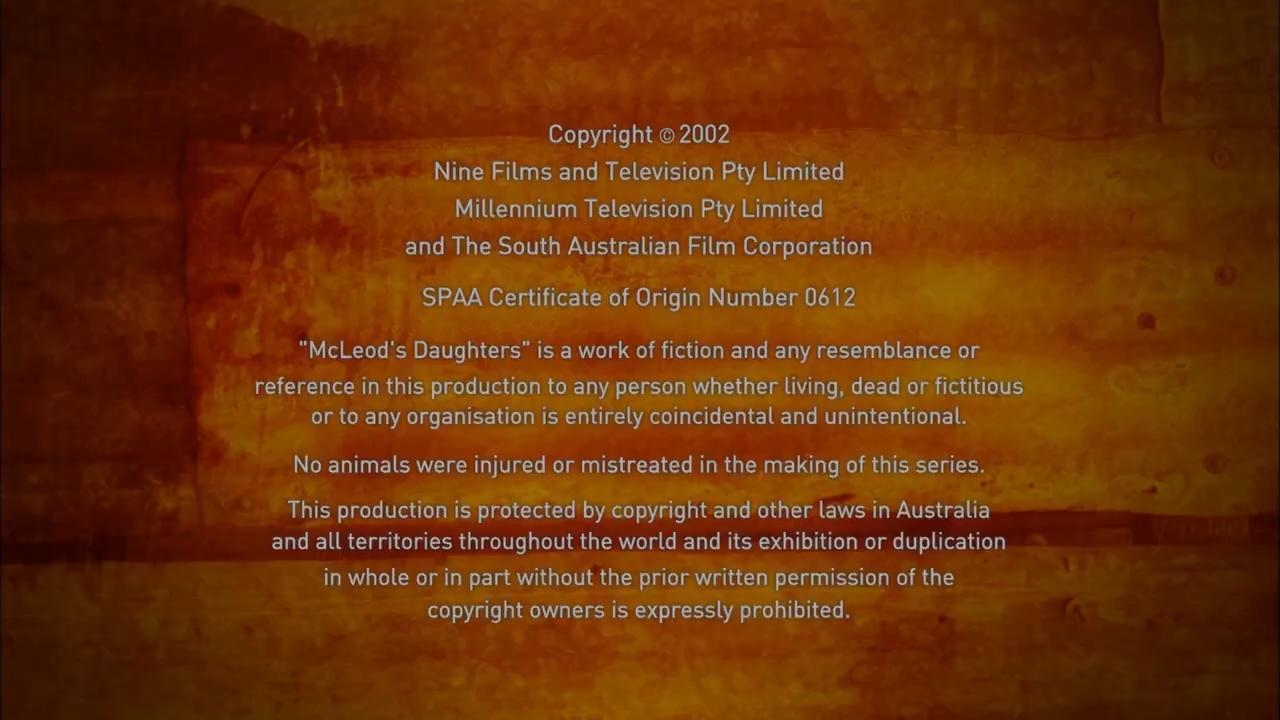 Copyright © 2002
Nine Films and Television Pty Limited
Millennium Television Pty Limited
and The South Australian Film Corporation
SPAA Certificate of Origin Number 0612
"McLeod's Daughters" is a work of fiction and any resemblance or
reference in this production to any person whether living, dead or fictitious
or to any organisation is entirely coincidental and unintentional.
No animals were injured or mistreated in the making of this series.
This production is protected by copyright and other laws in Australia
and all territories throughout the world and its exhibition or duplication
in whole or in part without the prior written permission of the
copyright owners is expressly prohibited.